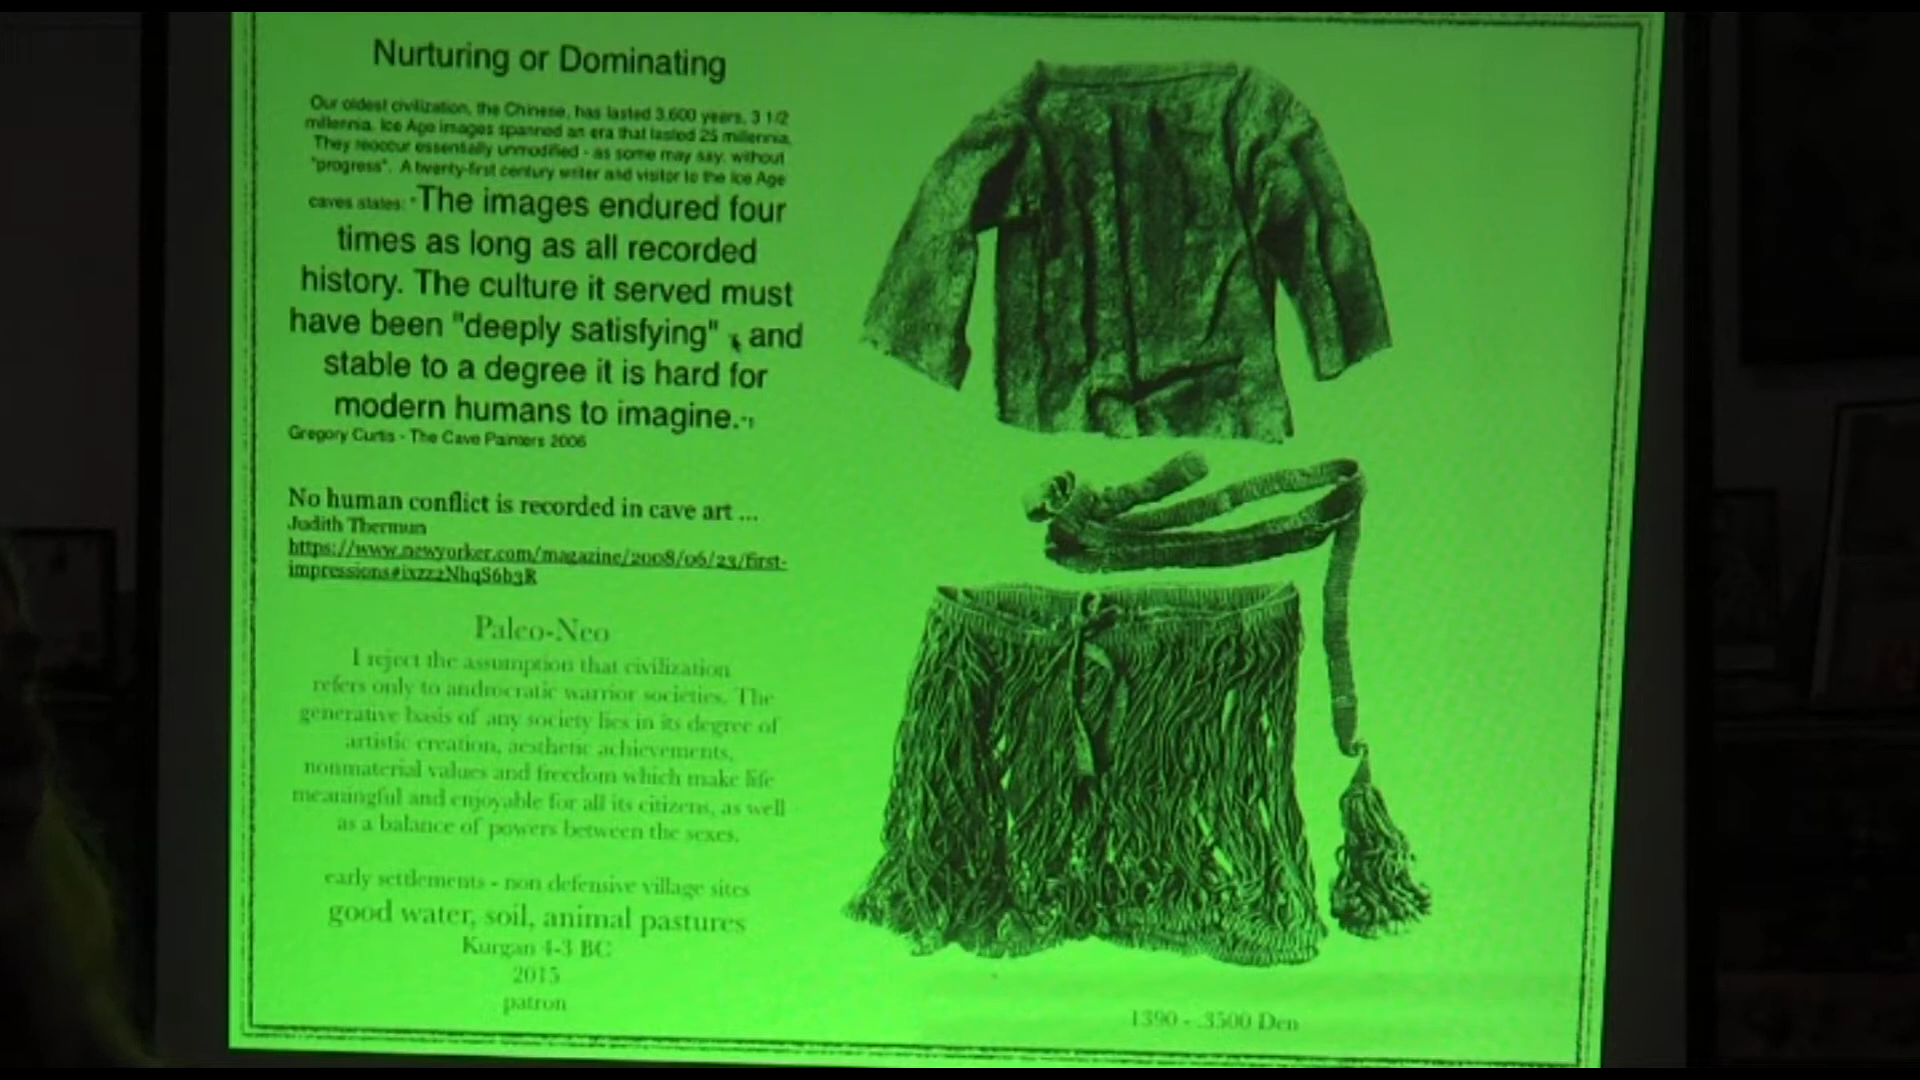 Nurturing or Dominating
Our oldest civilization, the Chinese, has lasted 3,600 years, 3 1/2
millennia. Ice Age images spanned an era that lasted 25 millennia.
They reoccur essentially unmodified - as some may say, without
"progress". A twenty-first century writer and visitor to the Ice Age
caves states: "The images endured four
times as long as all recorded
history. The culture it served must
have been "deeply satisfying" , and
stable to a degree it is hard for
modern humans to imagine."
Gregory Curtis - The Cave Painters 2006
No human conflict is recorded in cave art ...
Judith Thermun
https://www.newyorker.com/magazine/2008/06/23/first-
impressions#ixzz2NhqS6b3R
Paleo-Neo
I reject the assumption that civilization
refers only to androcratic warrior societies. The
generative basis of any society lies in its degree of
artistic creation, aesthetic achievements,
nonmaterial values and freedom which make life
meaningful and enjoyable for all its citizens, as well
as a balance of powers between the sexes.
early settlements - non defensive village sites
good water, soil, animal pastures
Kurgan 4-3 BC
2015
patron
1390 - .3500 Den